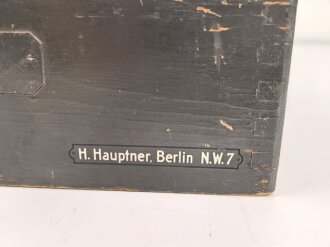 H. Hauptner, Berlin N.W.7